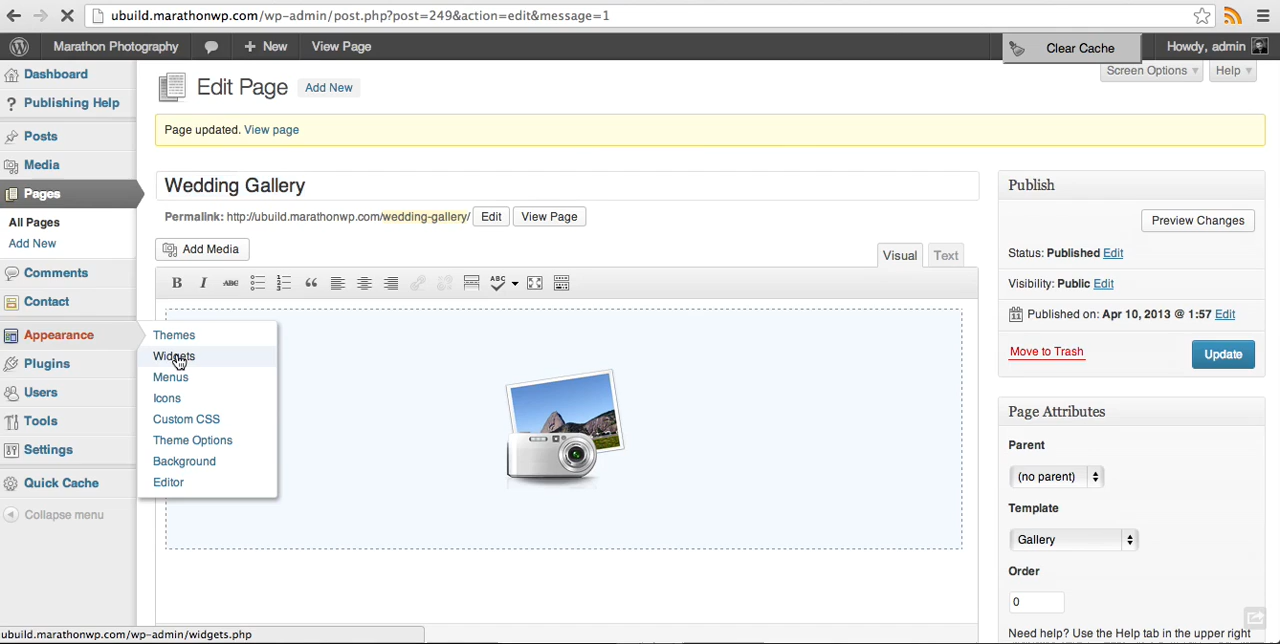 ubuild.marathonwp.com/wp-admin/post.php?post=249&action=edit&message=1
Marathon Photography + New View Page Clear Cache Howdy, admin
Screen Options ▼ Help ▼
Dashboard
Publishing Help
Posts
Media
Pages
All Pages
Add New
Comments
Contact
Appearance
Plugins
Users
Tools
Settings
Quick Cache
Collapse menu
Themes
Widgets
Menus
Icons
Custom CSS
Theme Options
Background
Editor
Edit Page Add New
Page updated. View page
Wedding Gallery
Permalink: http://ubuild.marathonwp.com/wedding-gallery/ Edit View Page
Add Media
Visual Text
B I ABC ABC
Publish
Preview Changes
Status: Published Edit
Visibility: Public Edit
Published on: Apr 10, 2013 @ 1:57 Edit
Move to Trash Update
Page Attributes
Parent
(no parent)
Template
Gallery
Order
0
Need help? Use the Help tab in the upper right
ubuild.marathonwp.com/wp-admin/widgets.php